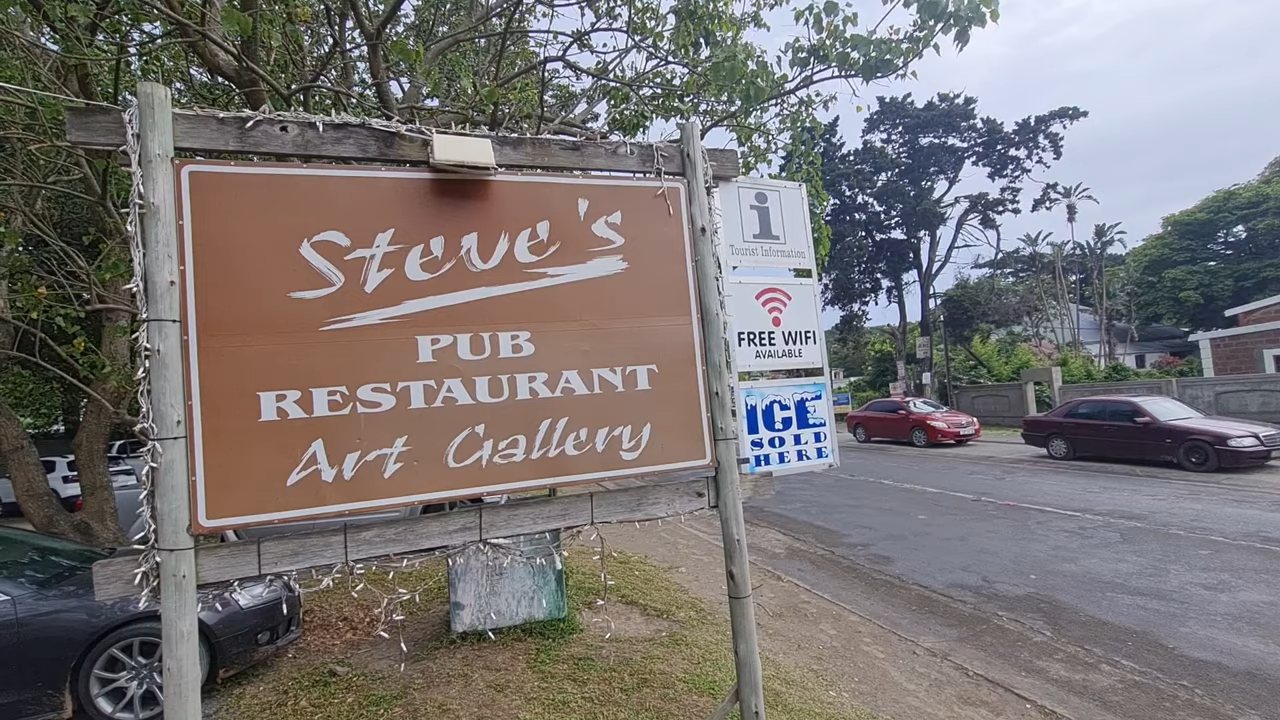 Steve's
PUB
RESTAURANT
Art Gallery
i
Tourist Information
FREE WIFI
AVAILABLE
ICE
SOLD
HERE